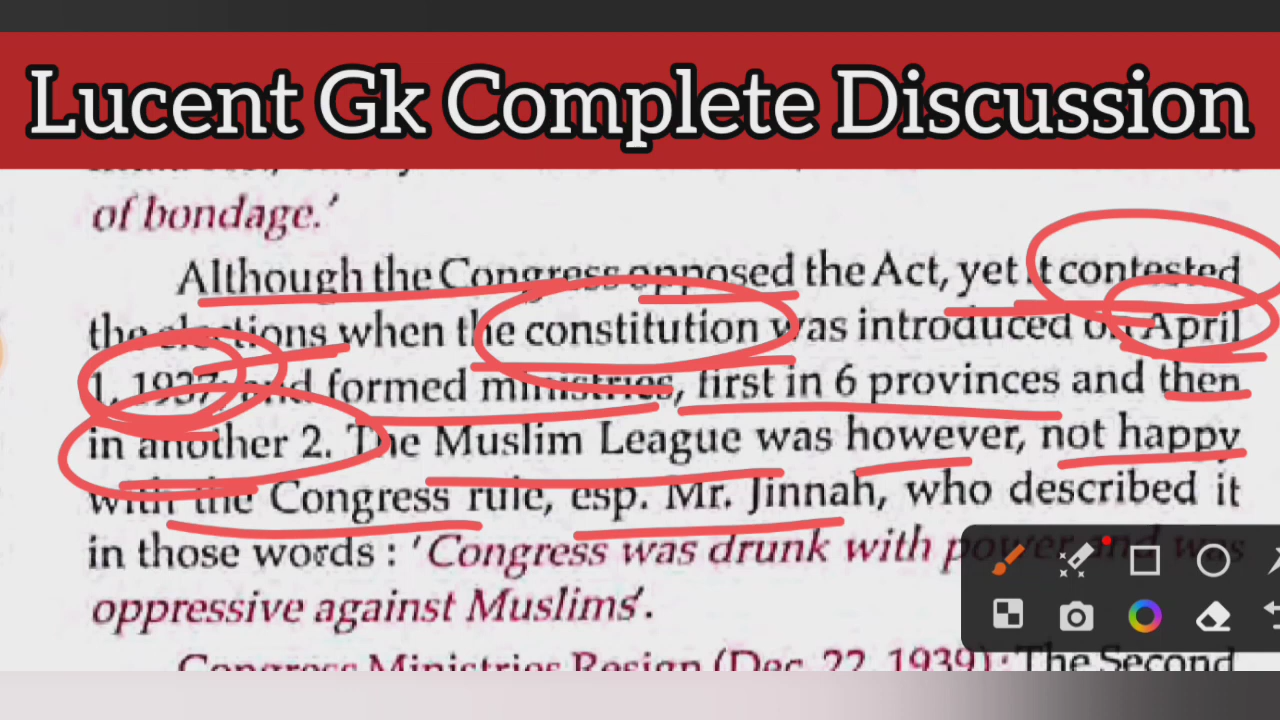 Lucent Gk Complete Discussion
of bondage.'
Although the Congress opposed the Act, yet it contested
the elections when the constitution was introduced on April
1, 1937 and formed ministries, first in 6 provinces and then
in another 2. The Muslim League was however, not happy
with the Congress rule, esp. Mr. Jinnah, who described it
in those words : 'Congress was drunk with power and was
oppressive against Muslims'.
Congress Ministries Resign (Dec. 22, 1939) : The Second